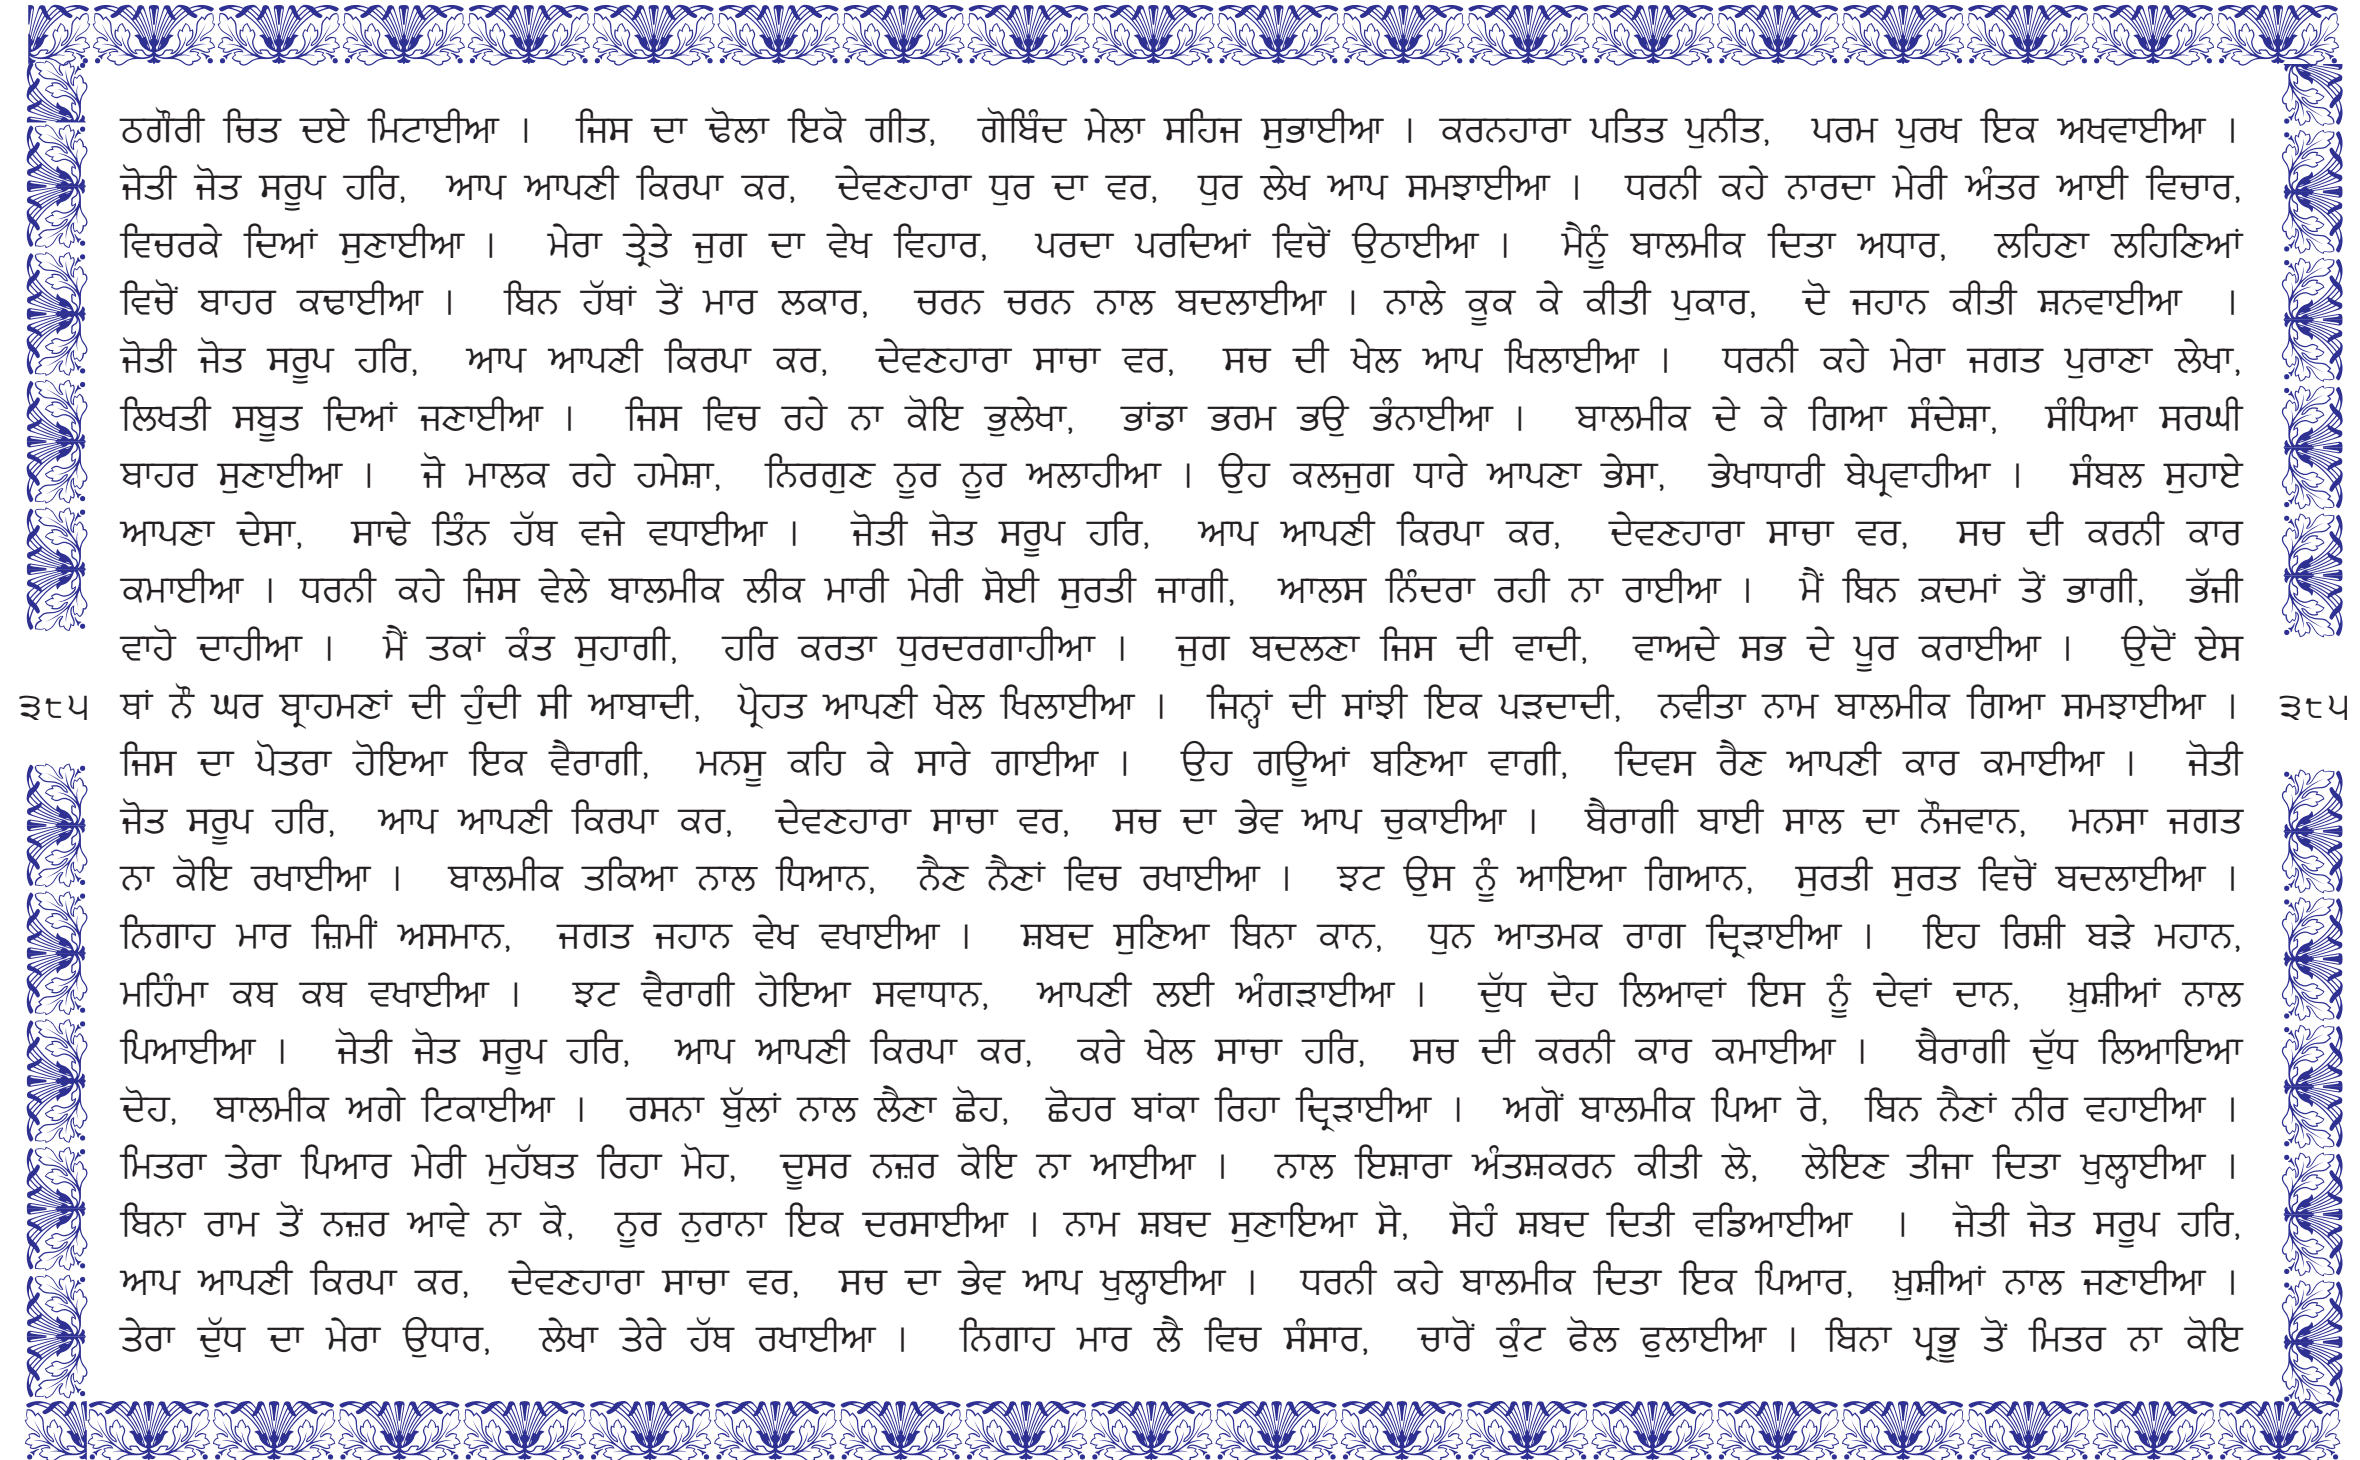 ਠਗੌਰੀ ਚਿਤ ਦਏ ਮਿਟਾਈਆ । ਜਿਸ ਦਾ ਢੋਲਾ ਇਕੋ ਗੀਤ, ਗੋਬਿੰਦ ਮੇਲਾ ਸਹਿਜ ਸੁਭਾਈਆ । ਕਰਨਹਾਰਾ ਪਤਿਤ ਪੁਨੀਤ, ਪਰਮ ਪੁਰਖ ਇਕ ਅਖਵਾਈਆ ।
ਜੋਤੀ ਜੋਤ ਸਰੂਪ ਹਰਿ, ਆਪ ਆਪਣੀ ਕਿਰਪਾ ਕਰ, ਦੇਵਣਹਾਰਾ ਧੁਰ ਦਾ ਵਰ, ਧੁਰ ਲੇਖ ਆਪ ਸਮਝਾਈਆ । ਧਰਨੀ ਕਹੇ ਨਾਰਦਾ ਮੇਰੀ ਅੰਤਰ ਆਈ ਵਿਚਾਰ,
ਵਿਚਰਕੇ ਦਿਆਂ ਸੁਣਾਈਆ । ਮੇਰਾ ਤ੍ਰੇਤੇ ਜੁਗ ਦਾ ਵੇਖ ਵਿਹਾਰ, ਪਰਦਾ ਪਰਦਿਆਂ ਵਿਚੋਂ ਉਠਾਈਆ । ਮੈਨੂੰ ਬਾਲਮੀਕ ਦਿਤਾ ਅਧਾਰ, ਲਹਿਣਾ ਲਹਿਣਿਆਂ
ਵਿਚੋਂ ਬਾਹਰ ਕਢਾਈਆ । ਬਿਨ ਹੱਥਾਂ ਤੋਂ ਮਾਰ ਲਕਾਰ, ਚਰਨ ਚਰਨ ਨਾਲ ਬਦਲਾਈਆ । ਨਾਲੇ ਕੂਕ ਕੇ ਕੀਤੀ ਪੁਕਾਰ, ਦੋ ਜਹਾਨ ਕੀਤੀ ਸ਼ਨਵਾਈਆ ।
ਜੋਤੀ ਜੋਤ ਸਰੂਪ ਹਰਿ, ਆਪ ਆਪਣੀ ਕਿਰਪਾ ਕਰ, ਦੇਵਣਹਾਰਾ ਸਾਚਾ ਵਰ, ਸਚ ਦੀ ਖੇਲ ਆਪ ਖਿਲਾਈਆ । ਧਰਨੀ ਕਹੇ ਮੇਰਾ ਜਗਤ ਪੁਰਾਣਾ ਲੇਖਾ,
ਲਿਖਤੀ ਸਬੂਤ ਦਿਆਂ ਜਣਾਈਆ । ਜਿਸ ਵਿਚ ਰਹੇ ਨਾ ਕੋਇ ਭੁਲੇਖਾ, ਭਾਂਡਾ ਭਰਮ ਭਉ ਭੰਨਾਈਆ । ਬਾਲਮੀਕ ਦੇ ਕੇ ਗਿਆ ਸੰਦੇਸ਼ਾ, ਸੰਧਿਆ ਸਰਘੀ
ਬਾਹਰ ਸੁਣਾਈਆ । ਜੋ ਮਾਲਕ ਰਹੇ ਹਮੇਸ਼ਾ, ਨਿਰਗੁਣ ਨੂਰ ਨੂਰ ਅਲਾਹੀਆ । ਉਹ ਕਲਜੁਗ ਧਾਰੇ ਆਪਣਾ ਭੇਸਾ, ਭੇਖਾਧਾਰੀ ਬੇਪ੍ਰਵਾਹੀਆ । ਸੰਬਲ ਸੁਹਾਏ
ਆਪਣਾ ਦੇਸਾ, ਸਾਢੇ ਤਿੰਨ ਹੱਥ ਵਜੇ ਵਧਾਈਆ । ਜੋਤੀ ਜੋਤ ਸਰੂਪ ਹਰਿ, ਆਪ ਆਪਣੀ ਕਿਰਪਾ ਕਰ, ਦੇਵਣਹਾਰਾ ਸਾਚਾ ਵਰ, ਸਚ ਦੀ ਕਰਨੀ ਕਾਰ
ਕਮਾਈਆ । ਧਰਨੀ ਕਹੇ ਜਿਸ ਵੇਲੇ ਬਾਲਮੀਕ ਲੀਕ ਮਾਰੀ ਮੇਰੀ ਸੋਈ ਸੁਰਤੀ ਜਾਗੀ, ਆਲਸ ਨਿੰਦਰਾ ਰਹੀ ਨਾ ਰਾਈਆ । ਮੈਂ ਬਿਨ ਕ਼ਦਮਾਂ ਤੋਂ ਭਾਗੀ, ਭੱਜੀ
ਵਾਹੋ ਦਾਹੀਆ । ਮੈਂ ਤਕਾਂ ਕੰਤ ਸੁਹਾਗੀ, ਹਰਿ ਕਰਤਾ ਧੁਰਦਰਗਾਹੀਆ । ਜੁਗ ਬਦਲਣਾ ਜਿਸ ਦੀ ਵਾਦੀ, ਵਾਅਦੇ ਸਭ ਦੇ ਪੂਰ ਕਰਾਈਆ । ਉਦੋਂ ਏਸ
੩੮੫ ਥਾਂ ਨੌ ਘਰ ਬ੍ਰਾਹਮਣਾਂ ਦੀ ਹੁੰਦੀ ਸੀ ਆਬਾਦੀ, ਪ੍ਰੋਹਤ ਆਪਣੀ ਖੇਲ ਖਿਲਾਈਆ । ਜਿਨ੍ਹਾਂ ਦੀ ਸਾਂਝੀ ਇਕ ਪੜਦਾਦੀ, ਨਵੀਤਾ ਨਾਮ ਬਾਲਮੀਕ ਗਿਆ ਸਮਝਾਈਆ । ੩੮੫
ਜਿਸ ਦਾ ਪੋਤਰਾ ਹੋਇਆ ਇਕ ਵੈਰਾਗੀ, ਮਨਸੂ ਕਹਿ ਕੇ ਸਾਰੇ ਗਾਈਆ । ਉਹ ਗਊਆਂ ਬਣਿਆ ਵਾਗੀ, ਦਿਵਸ ਰੈਣ ਆਪਣੀ ਕਾਰ ਕਮਾਈਆ । ਜੋਤੀ
ਜੋਤ ਸਰੂਪ ਹਰਿ, ਆਪ ਆਪਣੀ ਕਿਰਪਾ ਕਰ, ਦੇਵਣਹਾਰਾ ਸਾਚਾ ਵਰ, ਸਚ ਦਾ ਭੇਵ ਆਪ ਚੁਕਾਈਆ । ਬੈਰਾਗੀ ਬਾਈ ਸਾਲ ਦਾ ਨੌਜਵਾਨ, ਮਨਸਾ ਜਗਤ
ਨਾ ਕੋਇ ਰਖਾਈਆ । ਬਾਲਮੀਕ ਤਕਿਆ ਨਾਲ ਧਿਆਨ, ਨੈਣ ਨੈਣਾਂ ਵਿਚ ਰਖਾਈਆ । ਝਟ ਉਸ ਨੂੰ ਆਇਆ ਗਿਆਨ, ਸੁਰਤੀ ਸੁਰਤ ਵਿਚੋਂ ਬਦਲਾਈਆ ।
ਨਿਗਾਹ ਮਾਰ ਜ਼ਿਮੀਂ ਅਸਮਾਨ, ਜਗਤ ਜਹਾਨ ਵੇਖ ਵਖਾਈਆ । ਸ਼ਬਦ ਸੁਣਿਆ ਬਿਨਾ ਕਾਨ, ਧੁਨ ਆਤਮਕ ਰਾਗ ਦ੍ਰਿੜਾਈਆ । ਇਹ ਰਿਸ਼ੀ ਬੜੇ ਮਹਾਨ,
ਮਹਿੰਮਾ ਕਥ ਕਥ ਵਖਾਈਆ । ਝਟ ਵੈਰਾਗੀ ਹੋਇਆ ਸਵਾਧਾਨ, ਆਪਣੀ ਲਈ ਅੰਗੜਾਈਆ । ਦੁੱਧ ਦੋਹ ਲਿਆਵਾਂ ਇਸ ਨੂੰ ਦੇਵਾਂ ਦਾਨ, ਖ਼ੁਸ਼ੀਆਂ ਨਾਲ
ਪਿਆਈਆ । ਜੋਤੀ ਜੋਤ ਸਰੂਪ ਹਰਿ, ਆਪ ਆਪਣੀ ਕਿਰਪਾ ਕਰ, ਕਰੇ ਖੇਲ ਸਾਚਾ ਹਰਿ, ਸਚ ਦੀ ਕਰਨੀ ਕਾਰ ਕਮਾਈਆ । ਬੈਰਾਗੀ ਦੁੱਧ ਲਿਆਇਆ
ਦੋਹ, ਬਾਲਮੀਕ ਅਗੇ ਟਿਕਾਈਆ । ਰਸਨਾ ਬੁੱਲਾਂ ਨਾਲ ਲੈਣਾ ਛੋਹ, ਛੋਹਰ ਬਾਂਕਾ ਰਿਹਾ ਦ੍ਰਿੜਾਈਆ । ਅਗੋਂ ਬਾਲਮੀਕ ਪਿਆ ਰੋ, ਬਿਨ ਨੈਣਾਂ ਨੀਰ ਵਹਾਈਆ ।
ਮਿਤਰਾ ਤੇਰਾ ਪਿਆਰ ਮੇਰੀ ਮੁਹੱਬਤ ਰਿਹਾ ਮੋਹ, ਦੂਸਰ ਨਜ਼ਰ ਕੋਇ ਨਾ ਆਈਆ । ਨਾਲ ਇਸ਼ਾਰਾ ਅੰਤਸ਼ਕਰਨ ਕੀਤੀ ਲੋ, ਲੋਇਣ ਤੀਜਾ ਦਿਤਾ ਖੁਲ੍ਹਾਈਆ ।
ਬਿਨਾ ਰਾਮ ਤੋਂ ਨਜ਼ਰ ਆਵੇ ਨਾ ਕੋ, ਨੂਰ ਨੁਰਾਨਾ ਇਕ ਦਰਸਾਈਆ । ਨਾਮ ਸ਼ਬਦ ਸੁਣਾਇਆ ਸੋ, ਸੋਹੰ ਸ਼ਬਦ ਦਿਤੀ ਵਡਿਆਈਆ । ਜੋਤੀ ਜੋਤ ਸਰੂਪ ਹਰਿ,
ਆਪ ਆਪਣੀ ਕਿਰਪਾ ਕਰ, ਦੇਵਣਹਾਰਾ ਸਾਚਾ ਵਰ, ਸਚ ਦਾ ਭੇਵ ਆਪ ਖੁਲ੍ਹਾਈਆ । ਧਰਨੀ ਕਹੇ ਬਾਲਮੀਕ ਦਿਤਾ ਇਕ ਪਿਆਰ, ਖ਼ੁਸ਼ੀਆਂ ਨਾਲ ਜਣਾਈਆ ।
ਤੇਰਾ ਦੁੱਧ ਦਾ ਮੇਰਾ ਉਧਾਰ, ਲੇਖਾ ਤੇਰੇ ਹੱਥ ਰਖਾਈਆ । ਨਿਗਾਹ ਮਾਰ ਲੈ ਵਿਚ ਸੰਸਾਰ, ਚਾਰੋਂ ਕੁੰਟ ਫੋਲ ਫੁਲਾਈਆ । ਬਿਨਾ ਪ੍ਰਭੂ ਤੋਂ ਮਿਤਰ ਨਾ ਕੋਇ